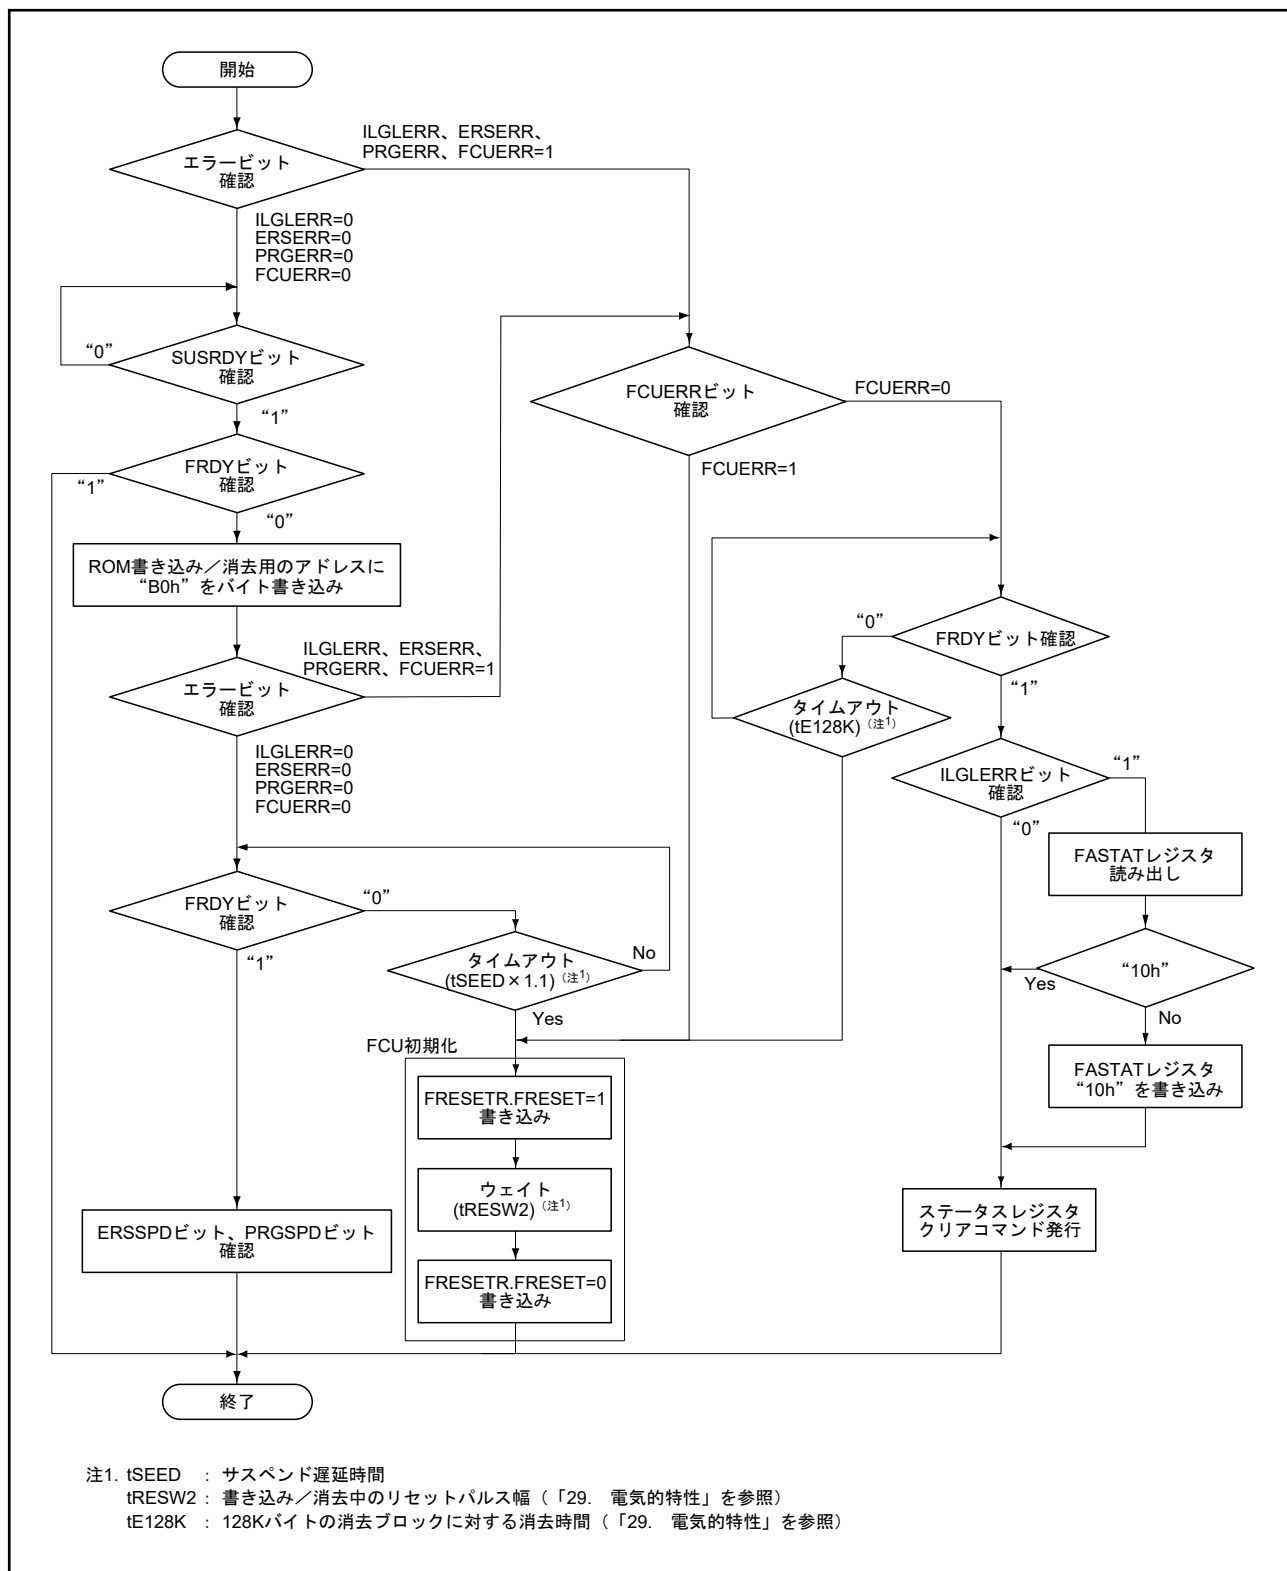 開始
エラービット
確認
ILGLERR、ERSERR、
PRGERR、FCUERR=1
ILGLERR=0
ERSERR=0
PRGERR=0
FCUERR=0
SUSRDYビット
確認
“0”
“1”
FRDYビット
確認
“1”
“0”
ROM書き込み／消去用のアドレスに
“B0h”をバイト書き込み
エラービット
確認
ILGLERR、ERSERR、
PRGERR、FCUERR=1
ILGLERR=0
ERSERR=0
PRGERR=0
FCUERR=0
FRDYビット
確認
“0”
“1”
タイムアウト
(tSEED×1.1)（注1）
No
Yes
ERSSPDビット、PRGSPDビット
確認
FCUERRビット
確認
FCUERR=0
FCUERR=1
FRDYビット確認
“0”
“1”
タイムアウト
(tE128K)（注1）
ILGLERRビット
確認
“1”
“0”
FASTATレジスタ
読み出し
“10h”
Yes
No
FASTATレジスタ
“10h”を書き込み
ステータスレジスタ
クリアコマンド発行
FCU初期化
FRESETR.FRESET=1
書き込み
ウェイト
(tRESW2)（注1）
FRESETR.FRESET=0
書き込み
終了
注1. tSEED : サスペンド遅延時間
tRESW2 : 書き込み／消去中のリセットパルス幅（「29. 電気的特性」を参照）
tE128K : 128Kバイトの消去ブロックに対する消去時間（「29. 電気的特性」を参照）